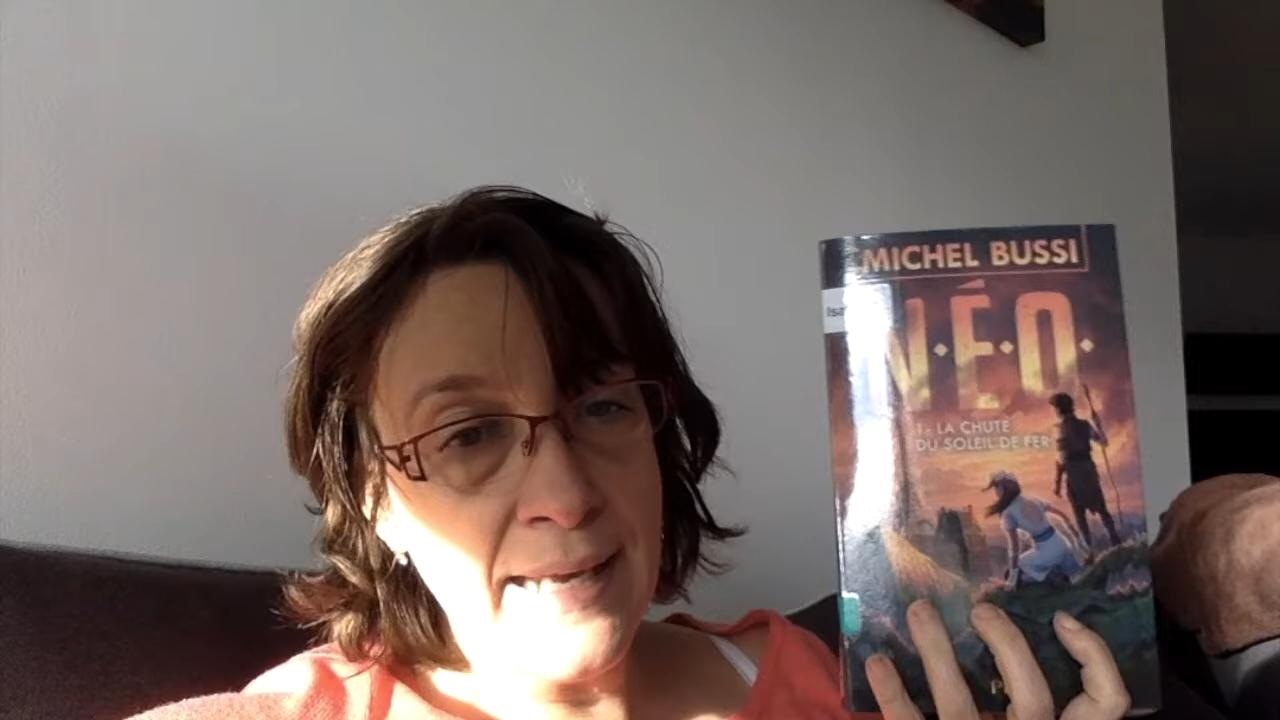 MICHEL BUSSI
N·É·O·
1- LA CHUTE
DU SOLEIL DE FER